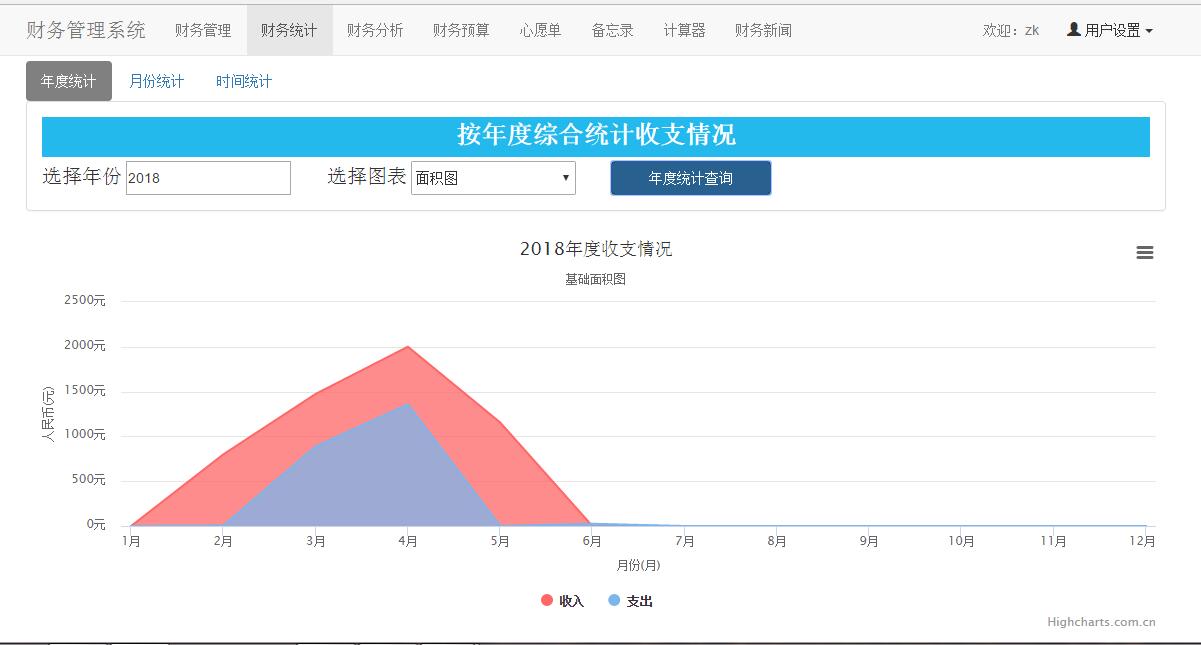 财务管理系统 财务管理 财务统计 财务分析 财务预算 心愿单 备忘录 计算器 财务新闻 欢迎：zk 用户设置
年度统计 月份统计 时间统计
按年度综合统计收支情况
选择年份 2018 选择图表 面积图 年度统计查询
2018年度收支情况
基础面积图
人民币(元)
2500元
2000元
1500元
1000元
500元
0元
1月 2月 3月 4月 5月 6月 7月 8月 9月 10月 11月 12月
月份(月)
收入 支出
Highcharts.com.cn